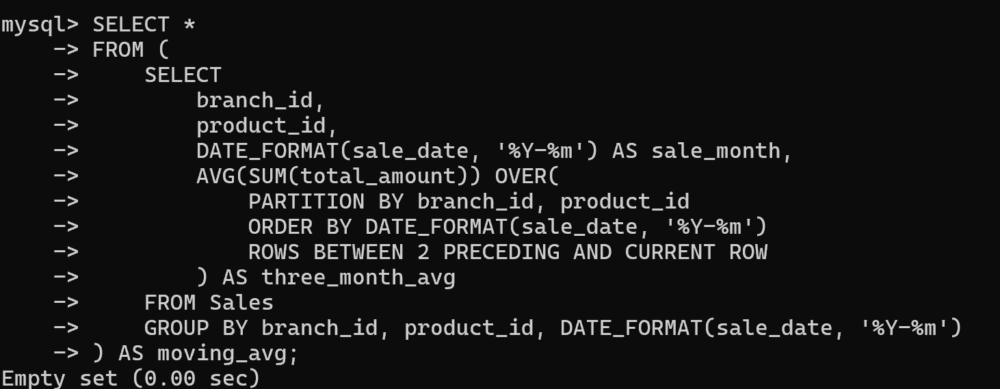 mysql> SELECT *
    -> FROM (
    ->     SELECT
    ->         branch_id,
    ->         product_id,
    ->         DATE_FORMAT(sale_date, '%Y-%m') AS sale_month,
    ->         AVG(SUM(total_amount)) OVER(
    ->             PARTITION BY branch_id, product_id
    ->             ORDER BY DATE_FORMAT(sale_date, '%Y-%m')
    ->             ROWS BETWEEN 2 PRECEDING AND CURRENT ROW
    ->         ) AS three_month_avg
    ->     FROM Sales
    ->     GROUP BY branch_id, product_id, DATE_FORMAT(sale_date, '%Y-%m')
    -> ) AS moving_avg;
Empty set (0.00 sec)